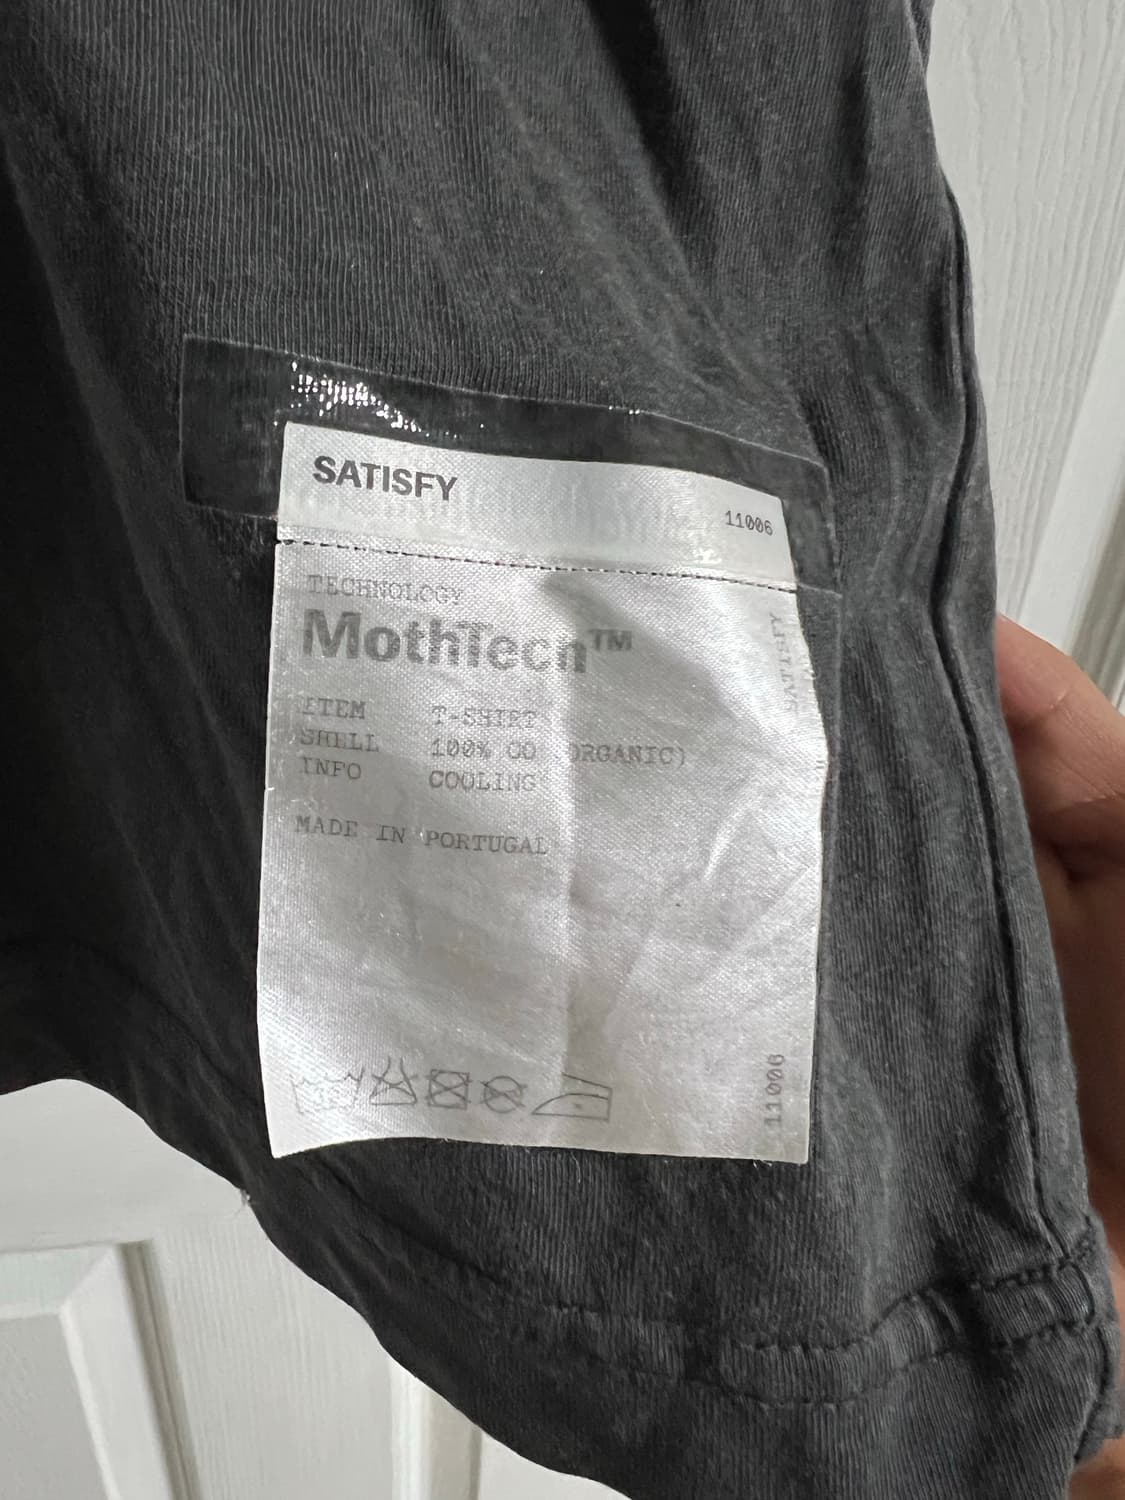 SATISFY
11006
TECHNOLOGY
MothTech™
SATISFY
ITEM T-SHIRT
SHELL 100% CO (ORGANIC)
INFO COOLING
MADE IN PORTUGAL
11006